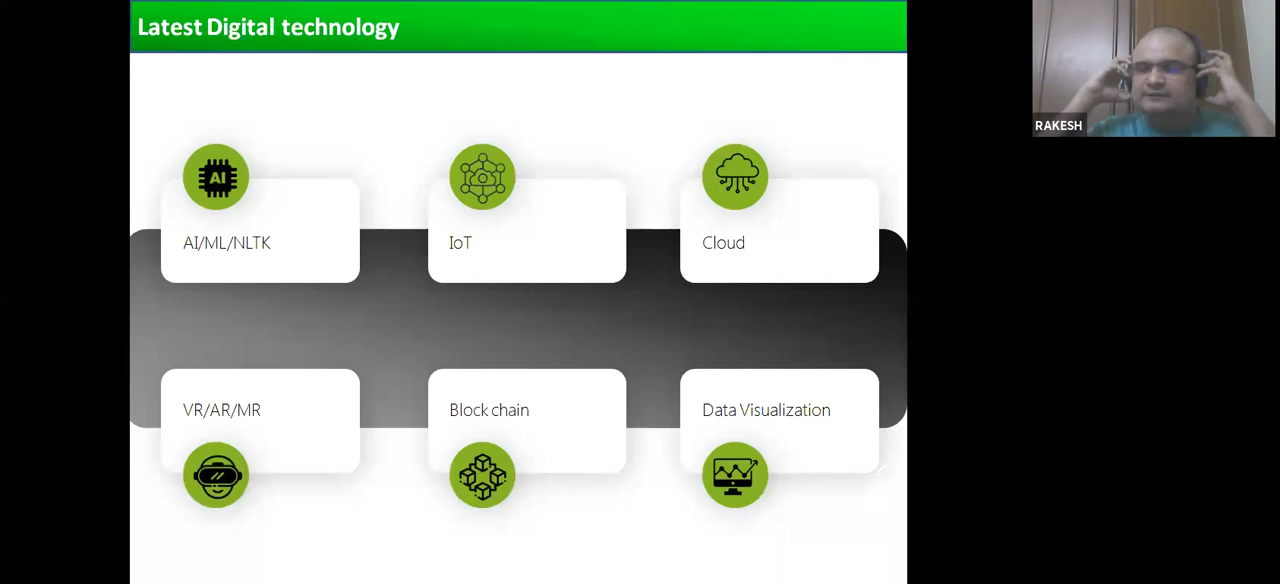 Latest Digital technology
RAKESH
AI
AI/ML/NLTK
IoT
Cloud
VR/AR/MR
Block chain
Data Visualization